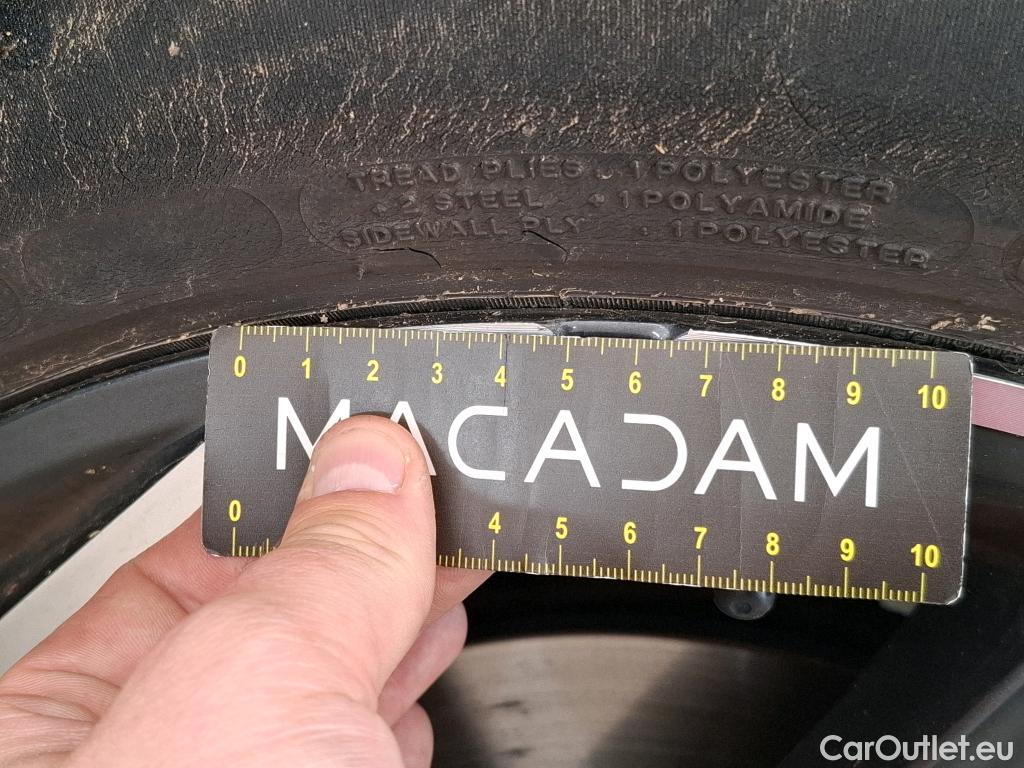 TREAD PLIES. 1 POLYESTER
+ 2 STEEL + 1 POLYAMIDE
SIDEWALL PLY . 1 POLYESTER
0 1 2 3 4 5 6 7 8 9 10
MACADAM
0 4 5 6 7 8 9 10
CarOutlet.eu